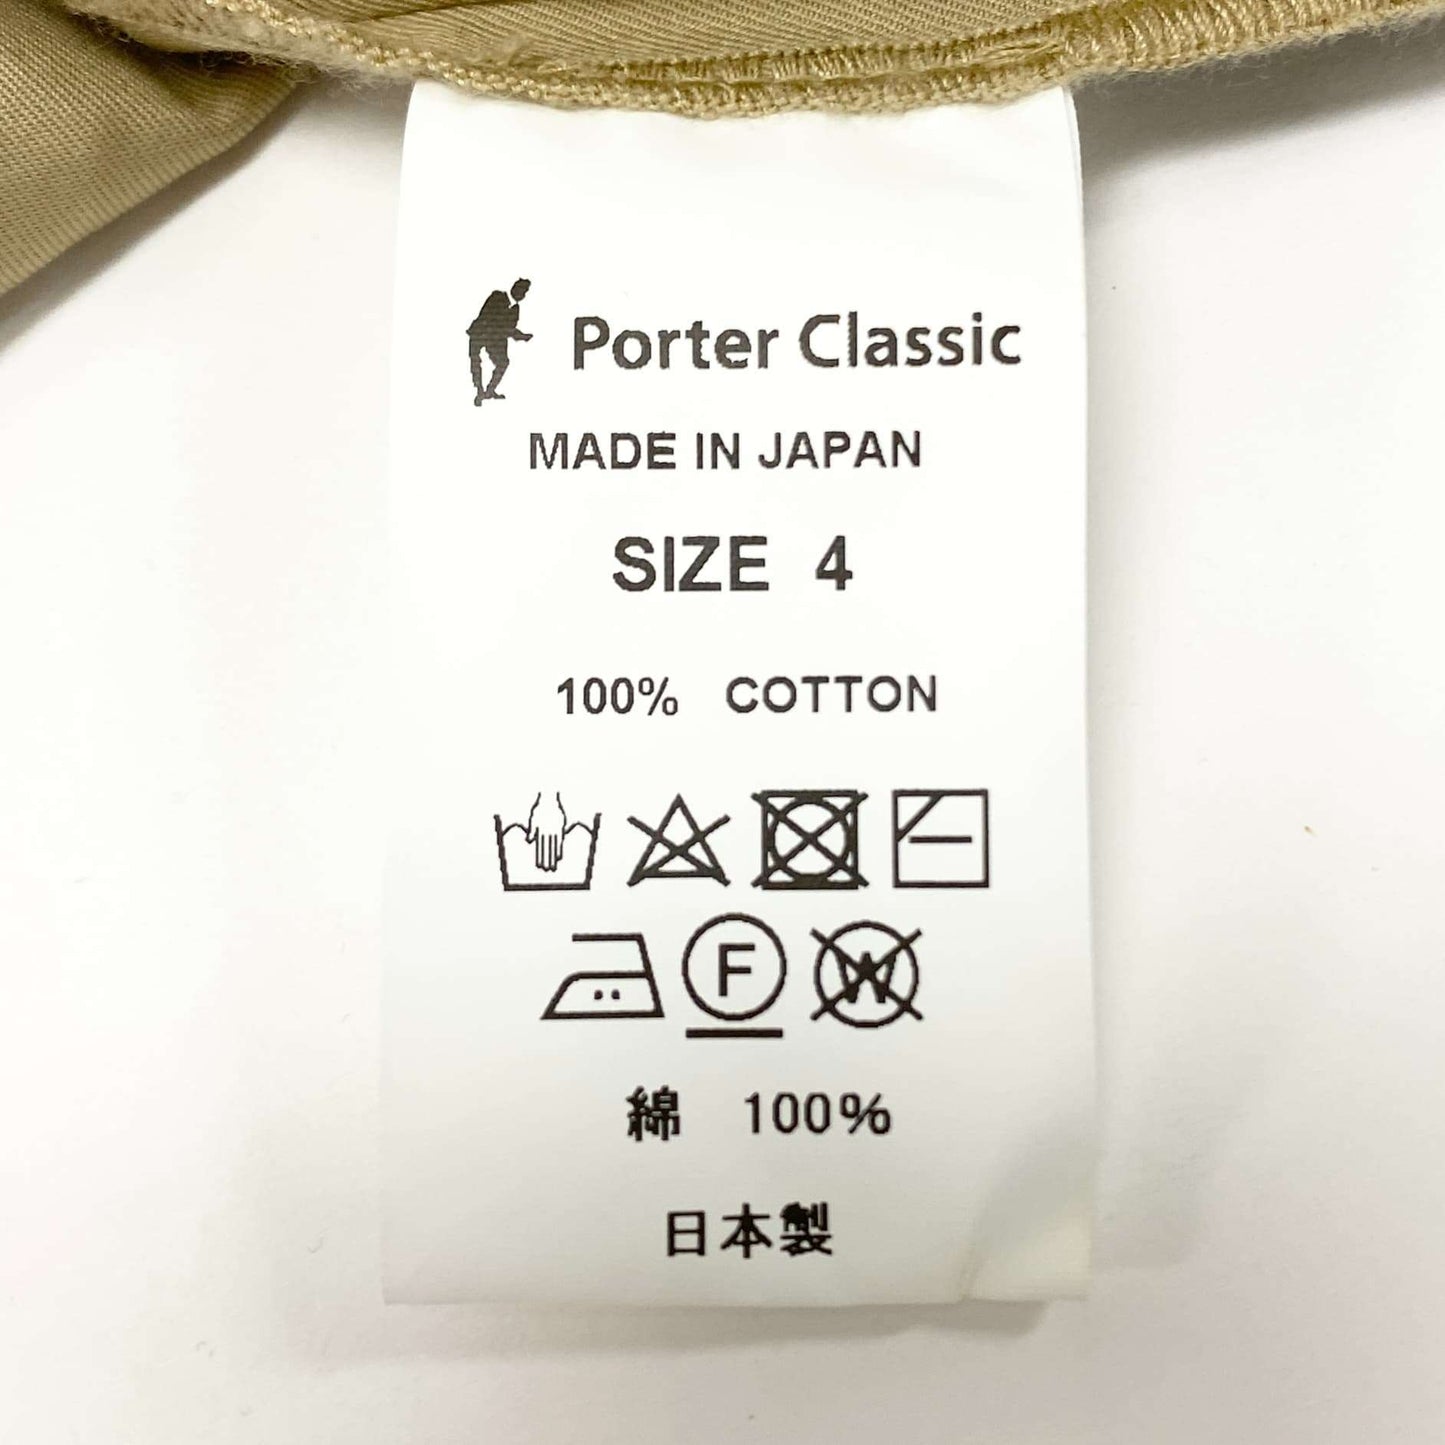 Porter Classic
MADE IN JAPAN
SIZE 4
100% COTTON
F W
綿 100%
日本製